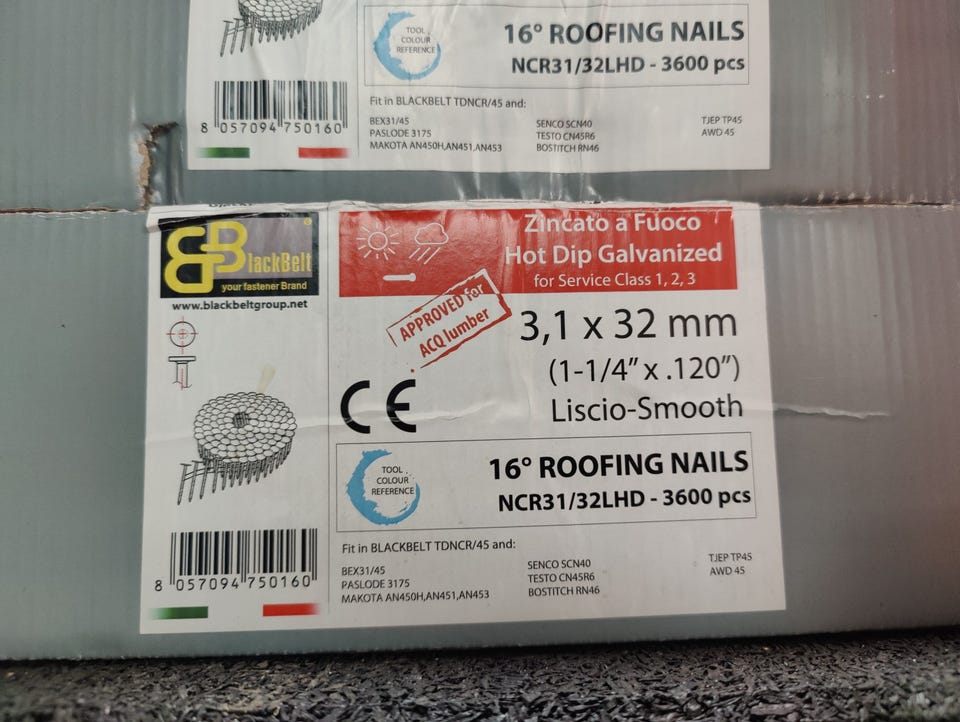 TOOL
COLOUR
REFERENCE
16° ROOFING NAILS
NCR31/32LHD - 3600 pcs
Fit in BLACKBELT TDNCR/45 and:
BEX31/45
PASLODE 3175
MAKOTA AN450H,AN451,AN453
SENCO SCN40
TESTO CN45R6
BOSTITCH RN46
TJEP TP45
AWD 45
8 057094 750160
BlackBelt
your fastener Brand
www.blackbeltgroup.net
Zincato a Fuoco
Hot Dip Galvanized
for Service Class 1, 2, 3
APPROVED for
ACQ lumber
3,1 x 32 mm
(1-1/4” x .120”)
Liscio-Smooth
CE
TOOL
COLOUR
REFERENCE
16° ROOFING NAILS
NCR31/32LHD - 3600 pcs
Fit in BLACKBELT TDNCR/45 and:
BEX31/45
PASLODE 3175
MAKOTA AN450H,AN451,AN453
SENCO SCN40
TESTO CN45R6
BOSTITCH RN46
TJEP TP45
AWD 45
8 057094 750160